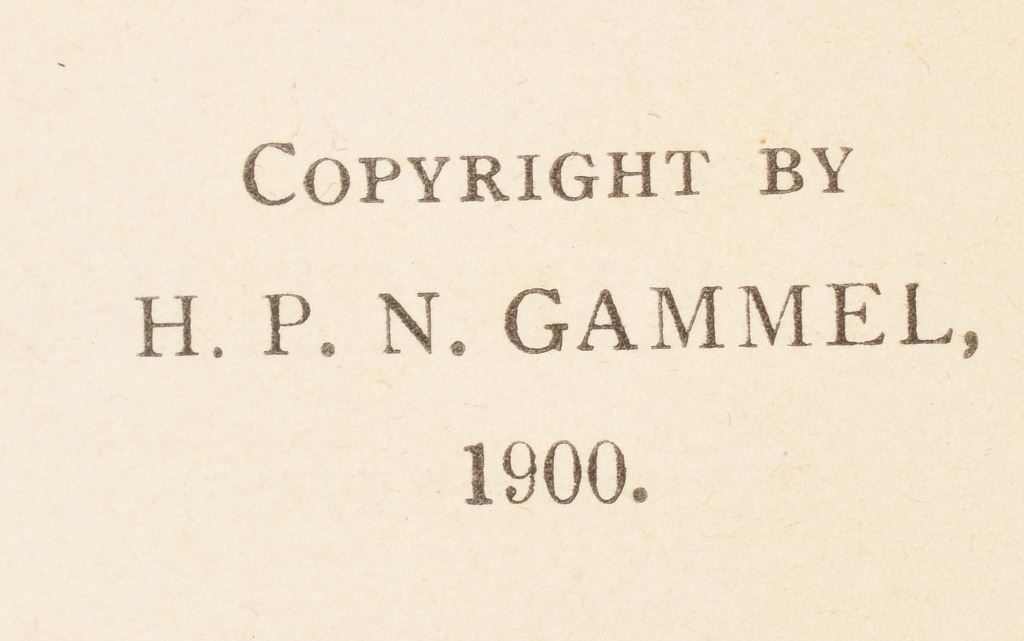 COPYRIGHT BY
H. P. N. GAMMEL,
1900.